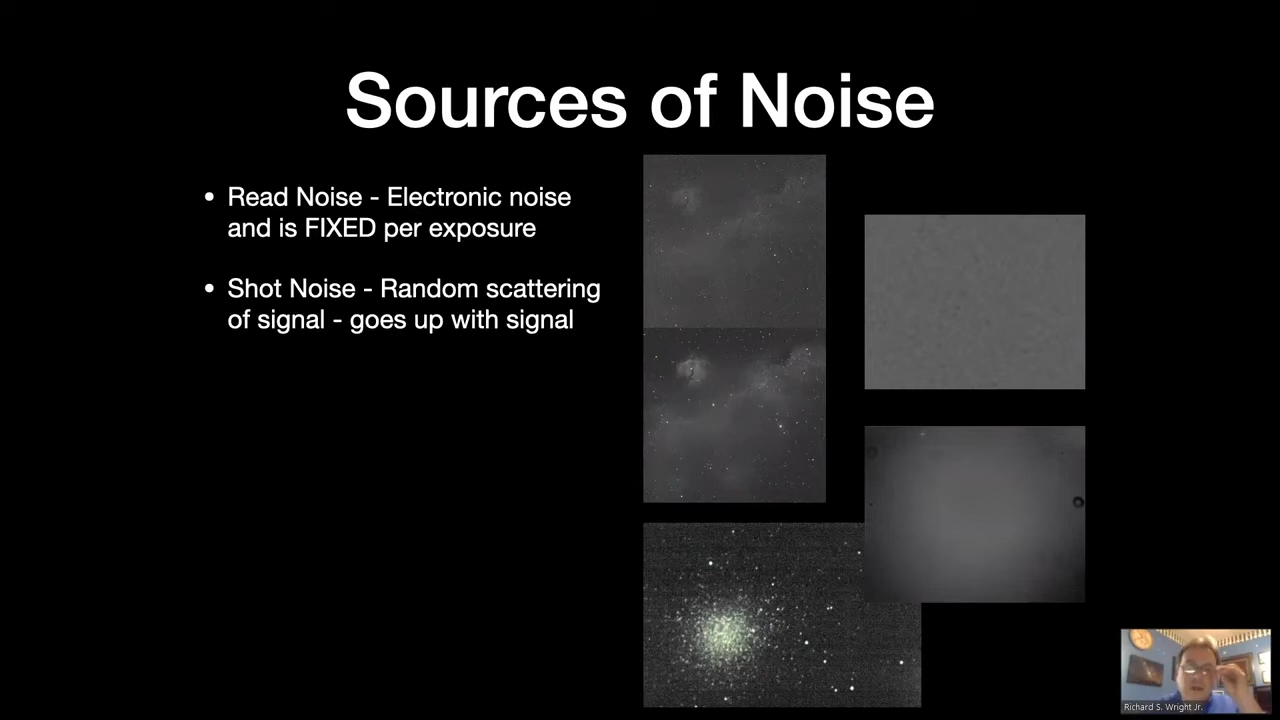 Sources of Noise
• Read Noise - Electronic noise
and is FIXED per exposure
• Shot Noise - Random scattering
of signal - goes up with signal
Richard S. Wright Jr.